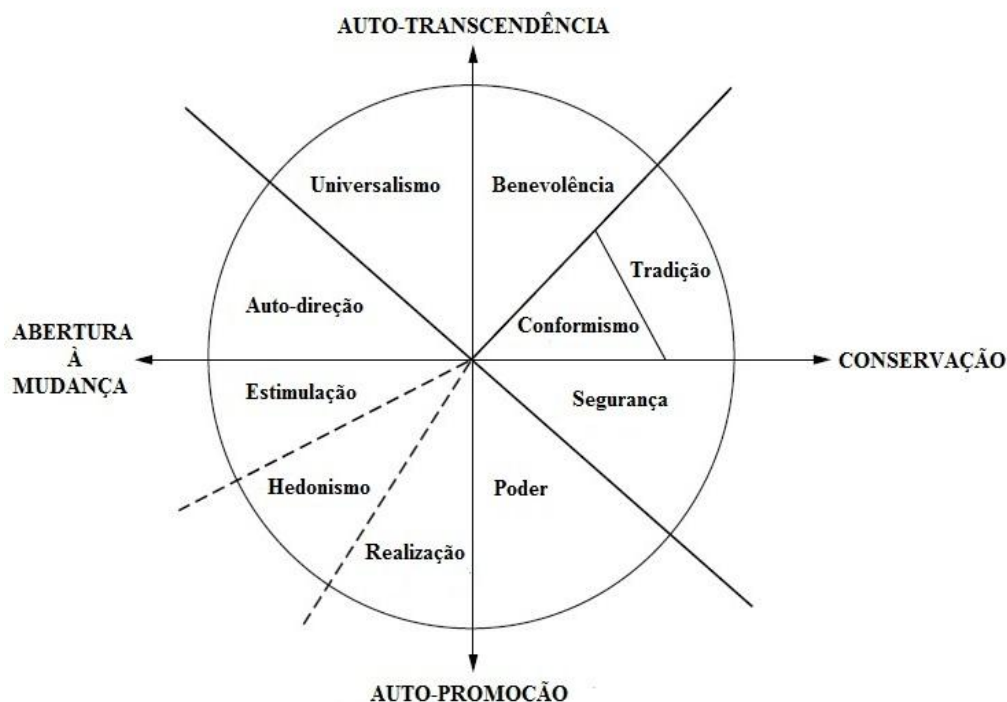 AUTO-TRANSCENDÊNCIA
Universalismo
Benevolência
Tradição
Auto-direção
Conformismo
ABERTURA
À
MUDANÇA
CONSERVAÇÃO
Estimulação
Segurança
Hedonismo
Poder
Realização
AUTO-PROMOCÃO